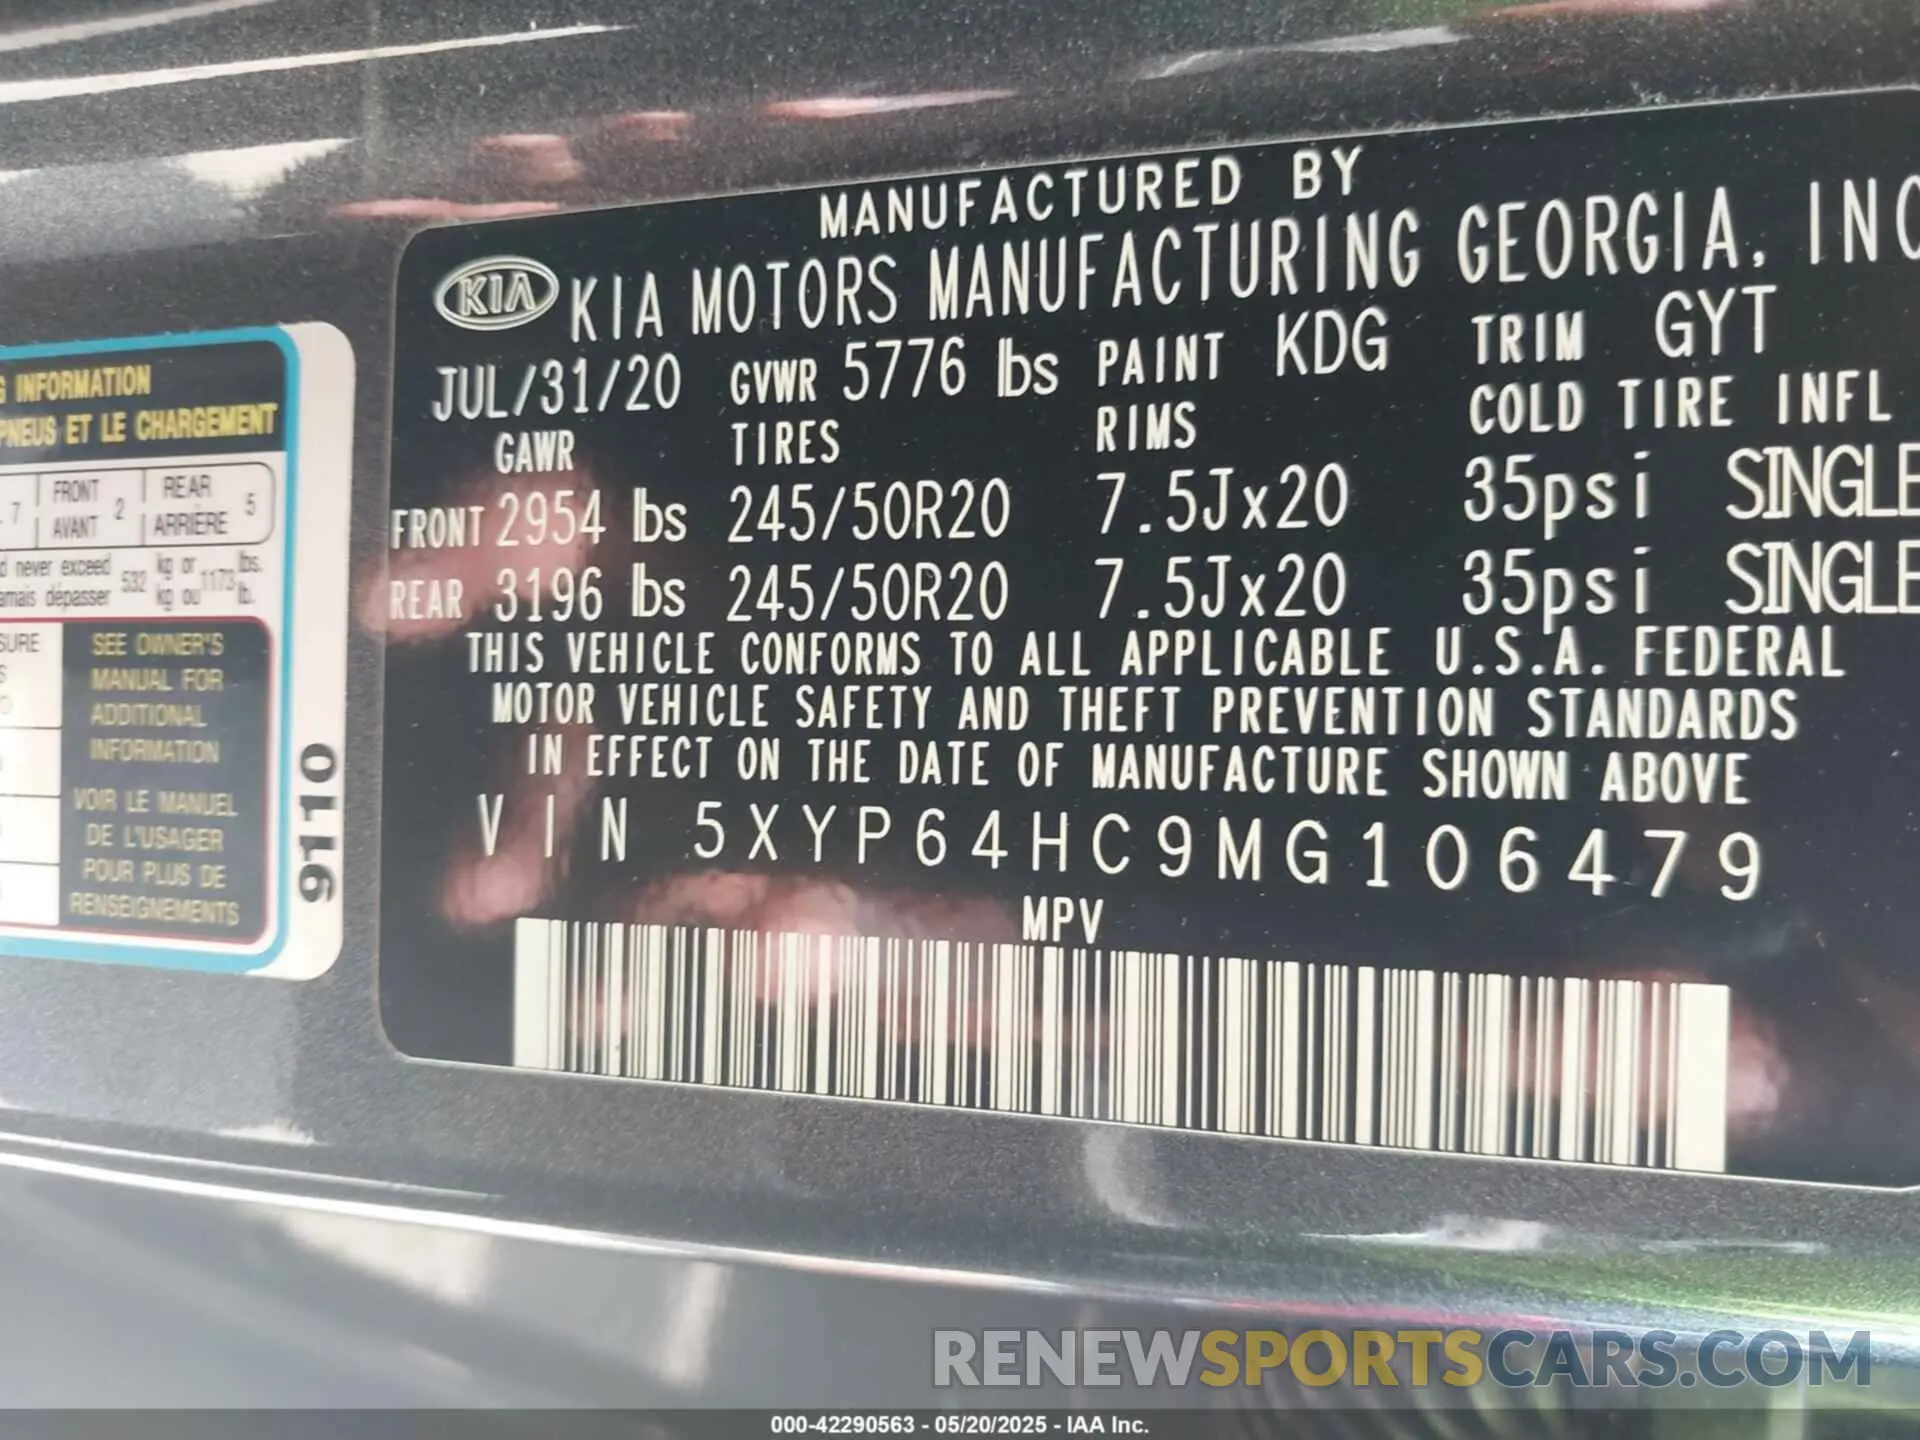 MANUFACTURED BY
KIA KIA MOTORS MANUFACTURING GEORGIA, INC
JUL/31/20 GVWR 5776 lbs PAINT KDG TRIM GYT
GAWR TIRES RIMS COLD TIRE INFL
FRONT 2954 lbs 245/50R20 7.5Jx20 35psi SINGLE
REAR 3196 lbs 245/50R20 7.5Jx20 35psi SINGLE
THIS VEHICLE CONFORMS TO ALL APPLICABLE U.S.A. FEDERAL
MOTOR VEHICLE SAFETY AND THEFT PREVENTION STANDARDS
IN EFFECT ON THE DATE OF MANUFACTURE SHOWN ABOVE
VIN 5XYP64HC9MG106479
MPV
INFORMATION
PNEUS ET LE CHARGEMENT
7 FRONT AVANT 2 REAR ARRIÈRE 5
never exceed 532 kg or 1173 lbs.
dépasser kg ou lb.
SEE OWNER'S
MANUAL FOR
ADDITIONAL
INFORMATION
VOIR LE MANUEL
DE L'USAGER
POUR PLUS DE
RENSEIGNEMENTS
9110
RENEWSPORTSCARS.COM
000-42290563 - 05/20/2025 - IAA Inc.